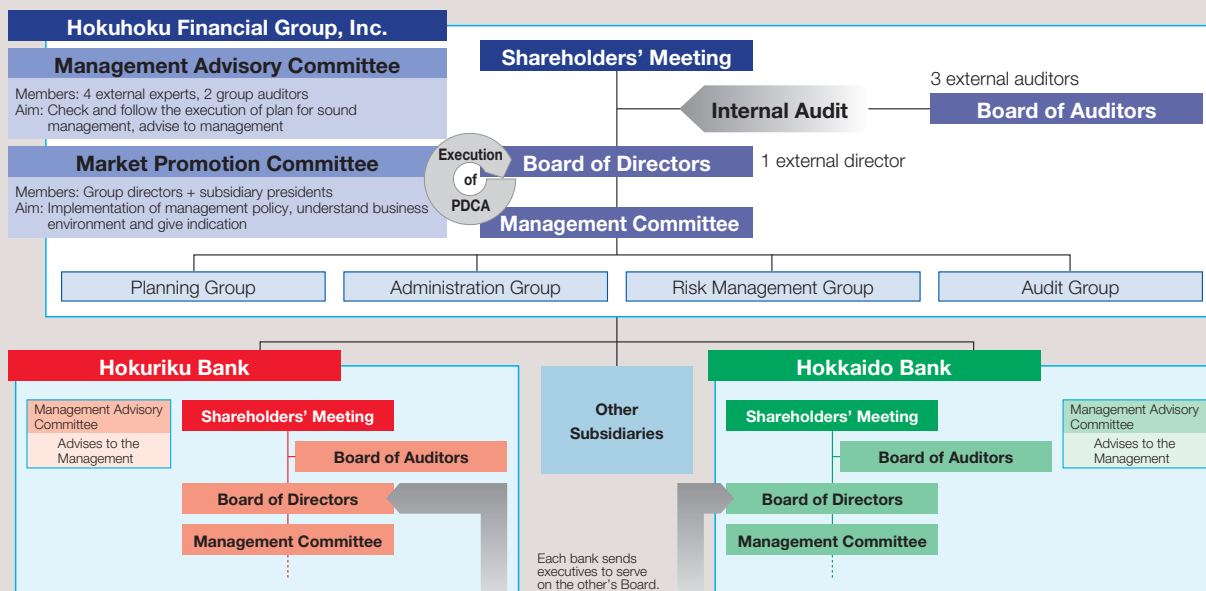 Hokuhoku Financial Group, Inc.
Management Advisory Committee
Members: 4 external experts, 2 group auditors
Aim: Check and follow the execution of plan for sound
management, advise to management
Market Promotion Committee
Members: Group directors + subsidiary presidents
Aim: Implementation of management policy, understand business
environment and give indication
Execution
of
PDCA
Shareholders' Meeting
Internal Audit
3 external auditors
Board of Auditors
Board of Directors
1 external director
Management Committee
Planning Group
Administration Group
Risk Management Group
Audit Group
Hokuriku Bank
Management Advisory
Committee
Advises to the
Management
Shareholders' Meeting
Board of Auditors
Board of Directors
Management Committee
Other
Subsidiaries
Each bank sends
executives to serve
on the other's Board.
Hokkaido Bank
Shareholders' Meeting
Board of Auditors
Board of Directors
Management Committee
Management Advisory
Committee
Advises to the
Management